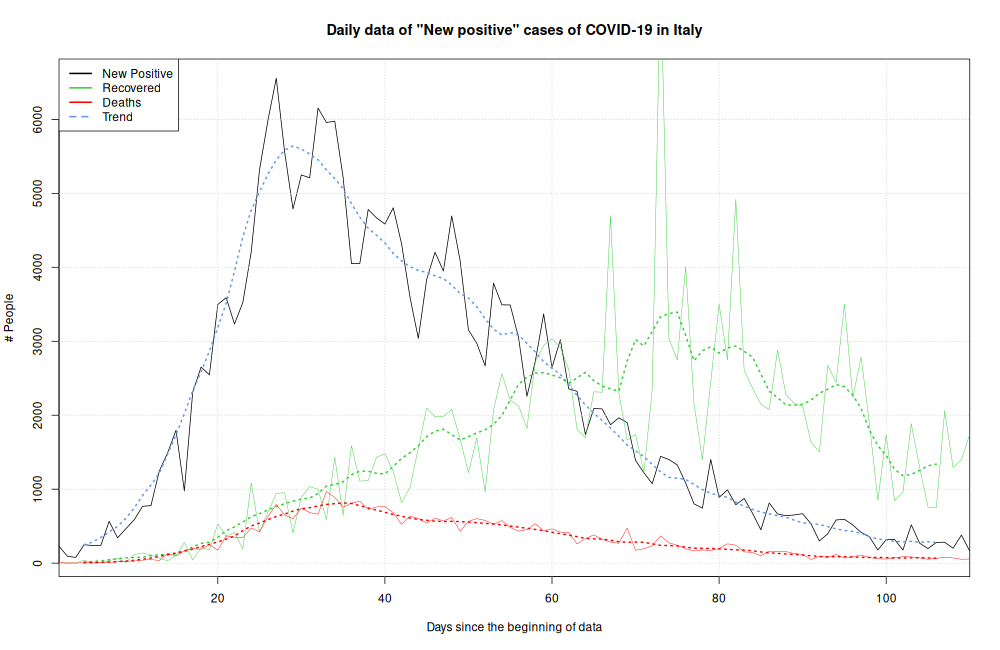 Daily data of "New positive" cases of COVID-19 in Italy
New Positive
Recovered
Deaths
Trend
# People
6000
5000
4000
3000
2000
1000
0
20 40 60 80 100
Days since the beginning of data